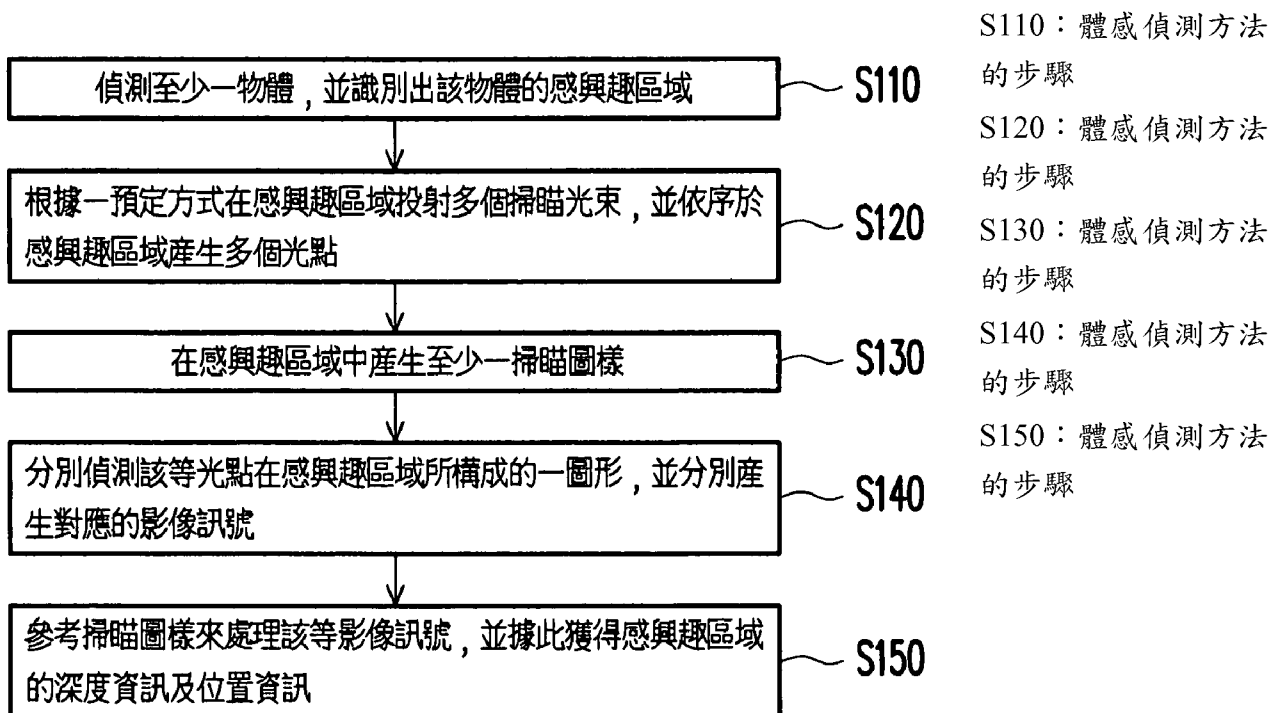 偵測至少一物體，並識別出該物體的感興趣區域
S110
根據一預定方式在感興趣區域投射多個掃瞄光束，並依序於
感興趣區域産生多個光點
S120
在感興趣區域中産生至少一掃瞄圖樣
S130
分別偵測該等光點在感興趣區域所構成的一圖形，並分別産
生對應的影像訊號
S140
參考掃瞄圖樣來處理該等影像訊號，並據此獲得感興趣區域
的深度資訊及位置資訊
S150
S110：體感偵測方法
的步驟
S120：體感偵測方法
的步驟
S130：體感偵測方法
的步驟
S140：體感偵測方法
的步驟
S150：體感偵測方法
的步驟